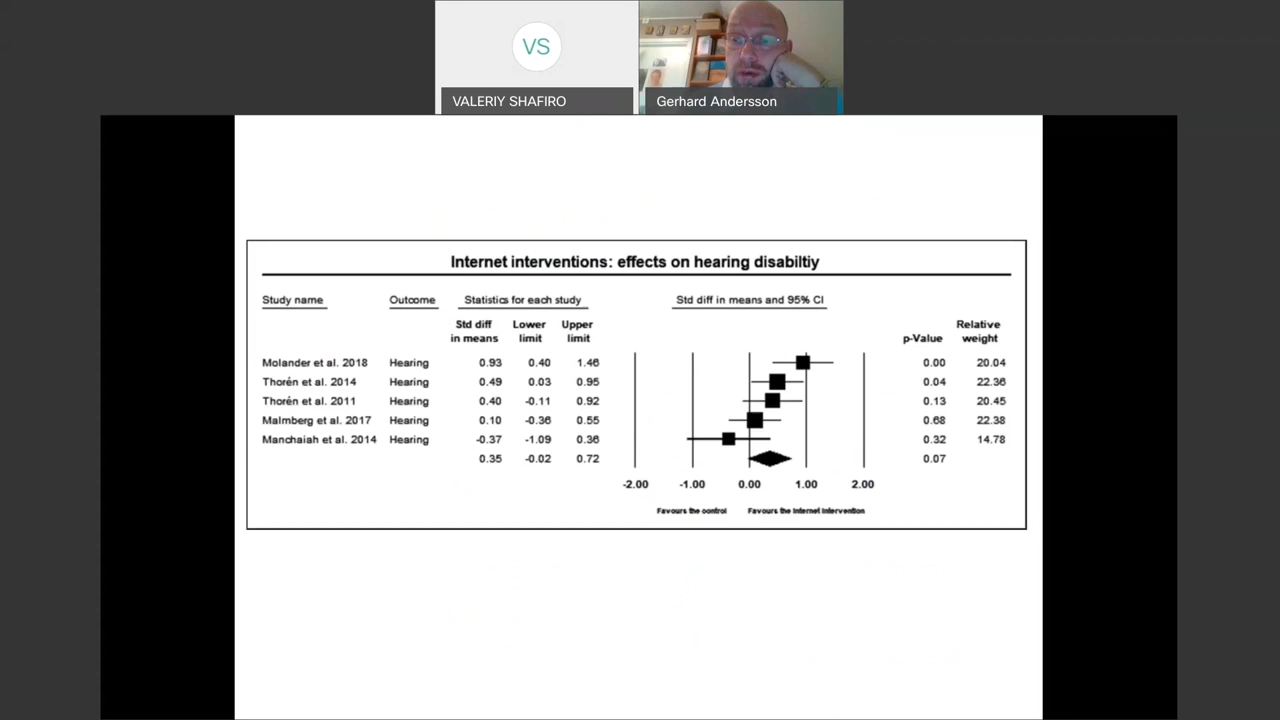 VS
VALERIY SHAFIRO
Gerhard Andersson
Internet interventions: effects on hearing disabiltiy
Study name Outcome Statistics for each study Std diff in means and 95% CI
Std diff Lower Upper Relative
in means limit limit p-Value weight
Molander et al. 2018 Hearing 0.93 0.40 1.46 0.00 20.04
Thorén et al. 2014 Hearing 0.49 0.03 0.95 0.04 22.36
Thorén et al. 2011 Hearing 0.40 -0.11 0.92 0.13 20.45
Malmberg et al. 2017 Hearing 0.10 -0.36 0.55 0.68 22.38
Manchaiah et al. 2014 Hearing -0.37 -1.09 0.36 0.32 14.78
0.35 -0.02 0.72 0.07
-2.00 -1.00 0.00 1.00 2.00
Favours the control Favours the Internet Intervention